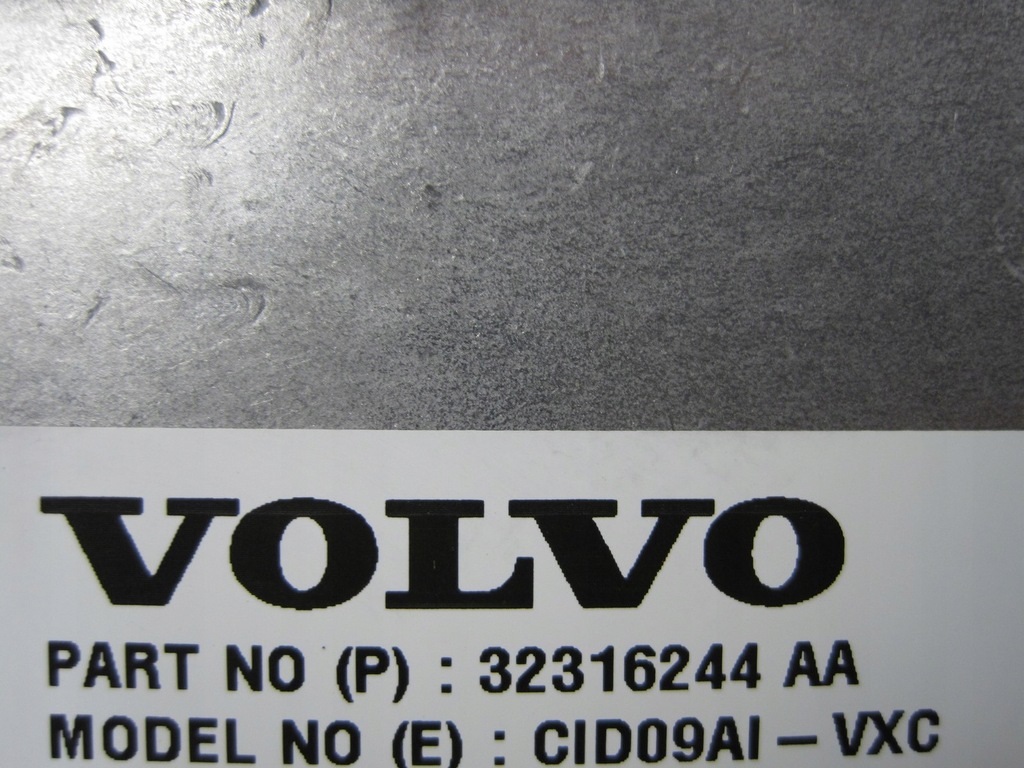 VOLVO
PART NO (P) : 32316244 AA
MODEL NO (E) : CID09AI-VXC